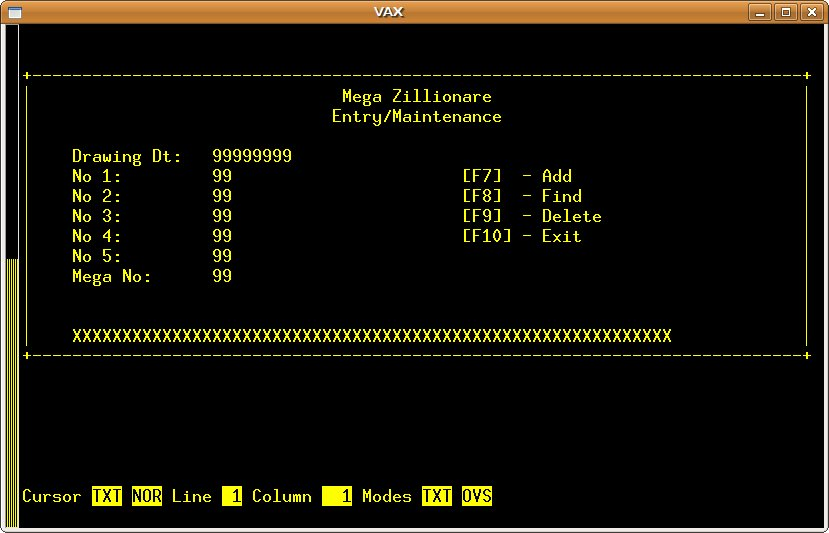 VAX
Mega Zillionare
Entry/Maintenance
Drawing Dt: 99999999
No 1: 99 [F7] - Add
No 2: 99 [F8] - Find
No 3: 99 [F9] - Delete
No 4: 99 [F10] - Exit
No 5: 99
Mega No: 99
XXXXXXXXXXXXXXXXXXXXXXXXXXXXXXXXXXXXXXXXXXXXXXXXXXXXXXXXXXXX
Cursor TXT NOR Line 1 Column 1 Modes TXT OVS